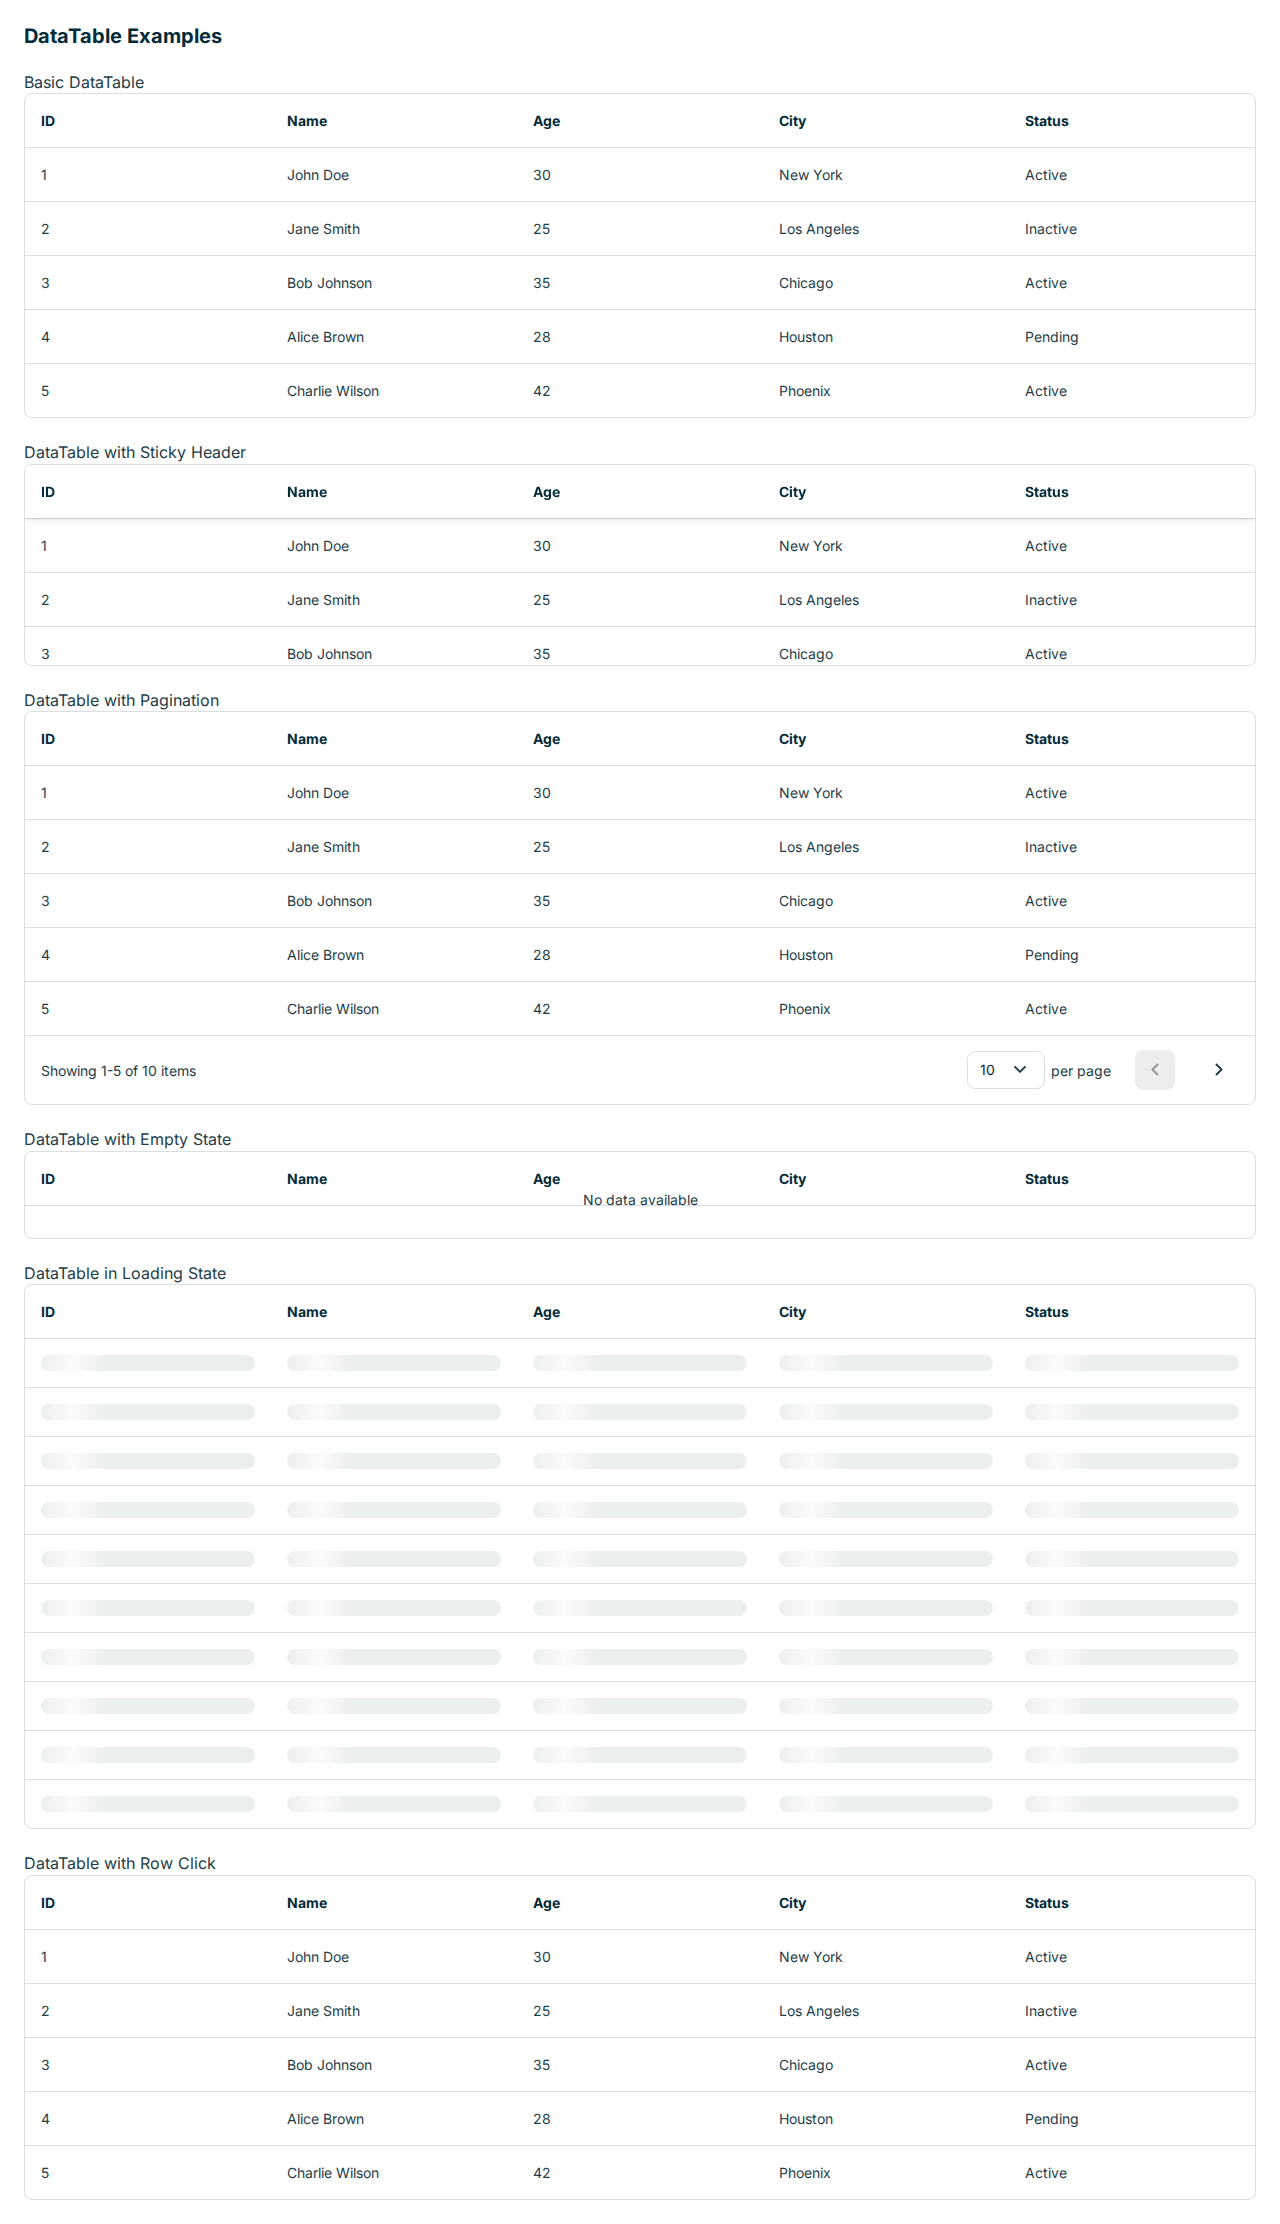 DataTable Examples
Basic DataTable
ID Name Age City Status
1 John Doe 30 New York Active
2 Jane Smith 25 Los Angeles Inactive
3 Bob Johnson 35 Chicago Active
4 Alice Brown 28 Houston Pending
5 Charlie Wilson 42 Phoenix Active
DataTable with Sticky Header
ID Name Age City Status
1 John Doe 30 New York Active
2 Jane Smith 25 Los Angeles Inactive
3 Bob Johnson 35 Chicago Active
DataTable with Pagination
ID Name Age City Status
1 John Doe 30 New York Active
2 Jane Smith 25 Los Angeles Inactive
3 Bob Johnson 35 Chicago Active
4 Alice Brown 28 Houston Pending
5 Charlie Wilson 42 Phoenix Active
Showing 1-5 of 10 items 10 per page
DataTable with Empty State
ID Name Age City Status
No data available
DataTable in Loading State
ID Name Age City Status
DataTable with Row Click
ID Name Age City Status
1 John Doe 30 New York Active
2 Jane Smith 25 Los Angeles Inactive
3 Bob Johnson 35 Chicago Active
4 Alice Brown 28 Houston Pending
5 Charlie Wilson 42 Phoenix Active